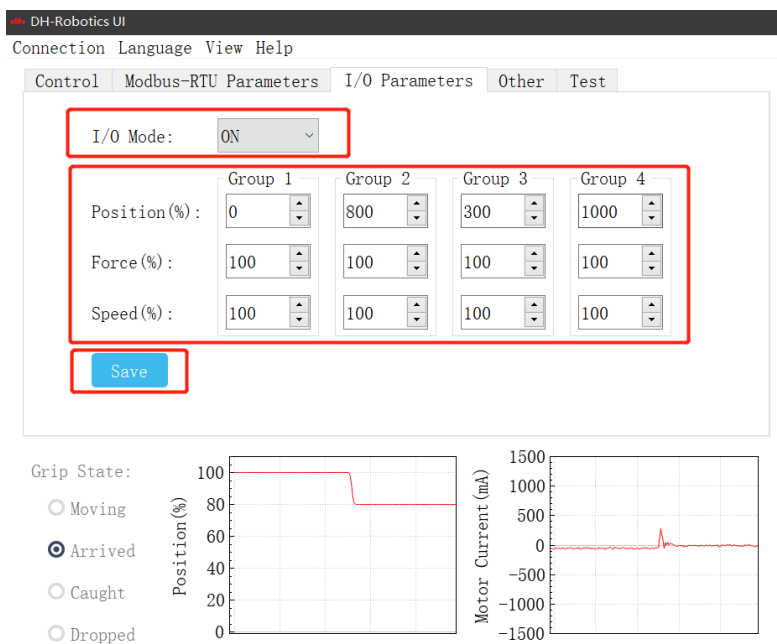 DH-Robotics UI
Connection Language View Help
Control Modbus-RTU Parameters I/O Parameters Other Test
I/O Mode: ON
Group 1 Group 2 Group 3 Group 4
Position(%): 0 800 300 1000
Force(%): 100 100 100 100
Speed(%): 100 100 100 100
Save
Grip State:
Moving
Arrived
Caught
Dropped
Position(%)
100
80
60
40
20
0
Motor Current(mA)
1500
1000
500
0
-500
-1000
-1500